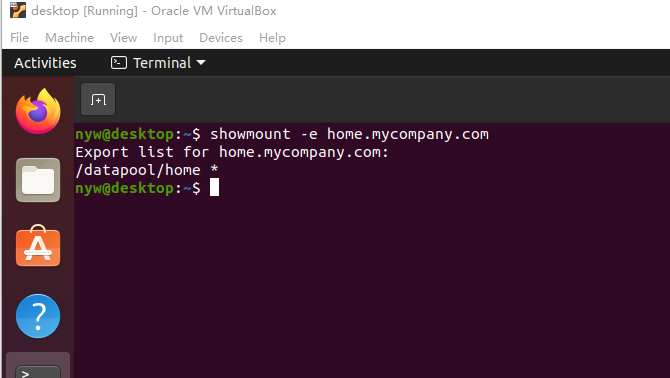 desktop [Running] - Oracle VM VirtualBox
File Machine View Input Devices Help
Activities Terminal
nyw@desktop:~$ showmount -e home.mycompany.com
Export list for home.mycompany.com:
/datapool/home *
nyw@desktop:~$